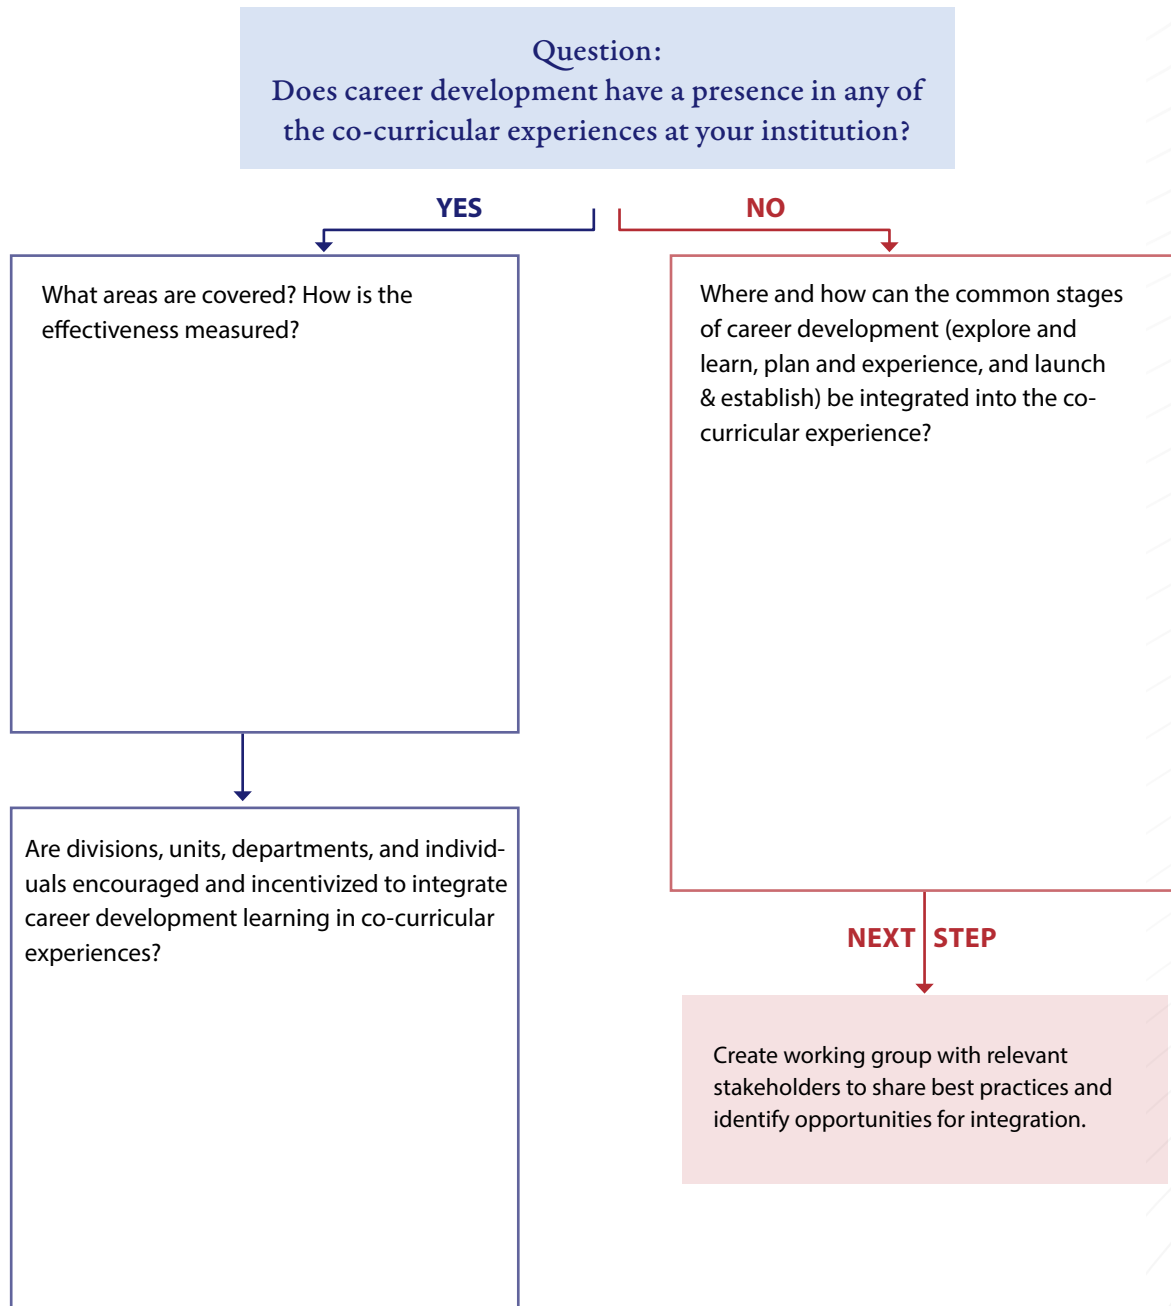 Question:
Does career development have a presence in any of
the co-curricular experiences at your institution?
YES
NO
What areas are covered? How is the
effectiveness measured?
Where and how can the common stages
of career development (explore and
learn, plan and experience, and launch
& establish) be integrated into the co-
curricular experience?
Are divisions, units, departments, and individ-
uals encouraged and incentivized to integrate
career development learning in co-curricular
experiences?
NEXT STEP
Create working group with relevant
stakeholders to share best practices and
identify opportunities for integration.